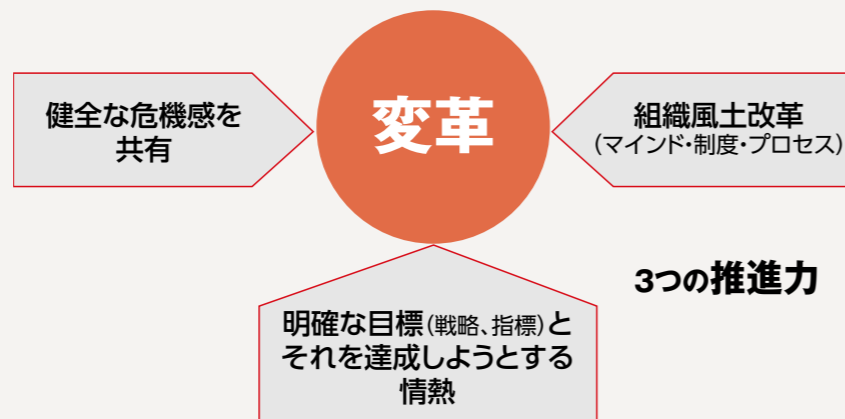 変革
健全な危機感を
共有
組織風土改革
(マインド・制度・プロセス)
3つの推進力
明確な目標(戦略、指標)と
それを達成しようとする
情熱